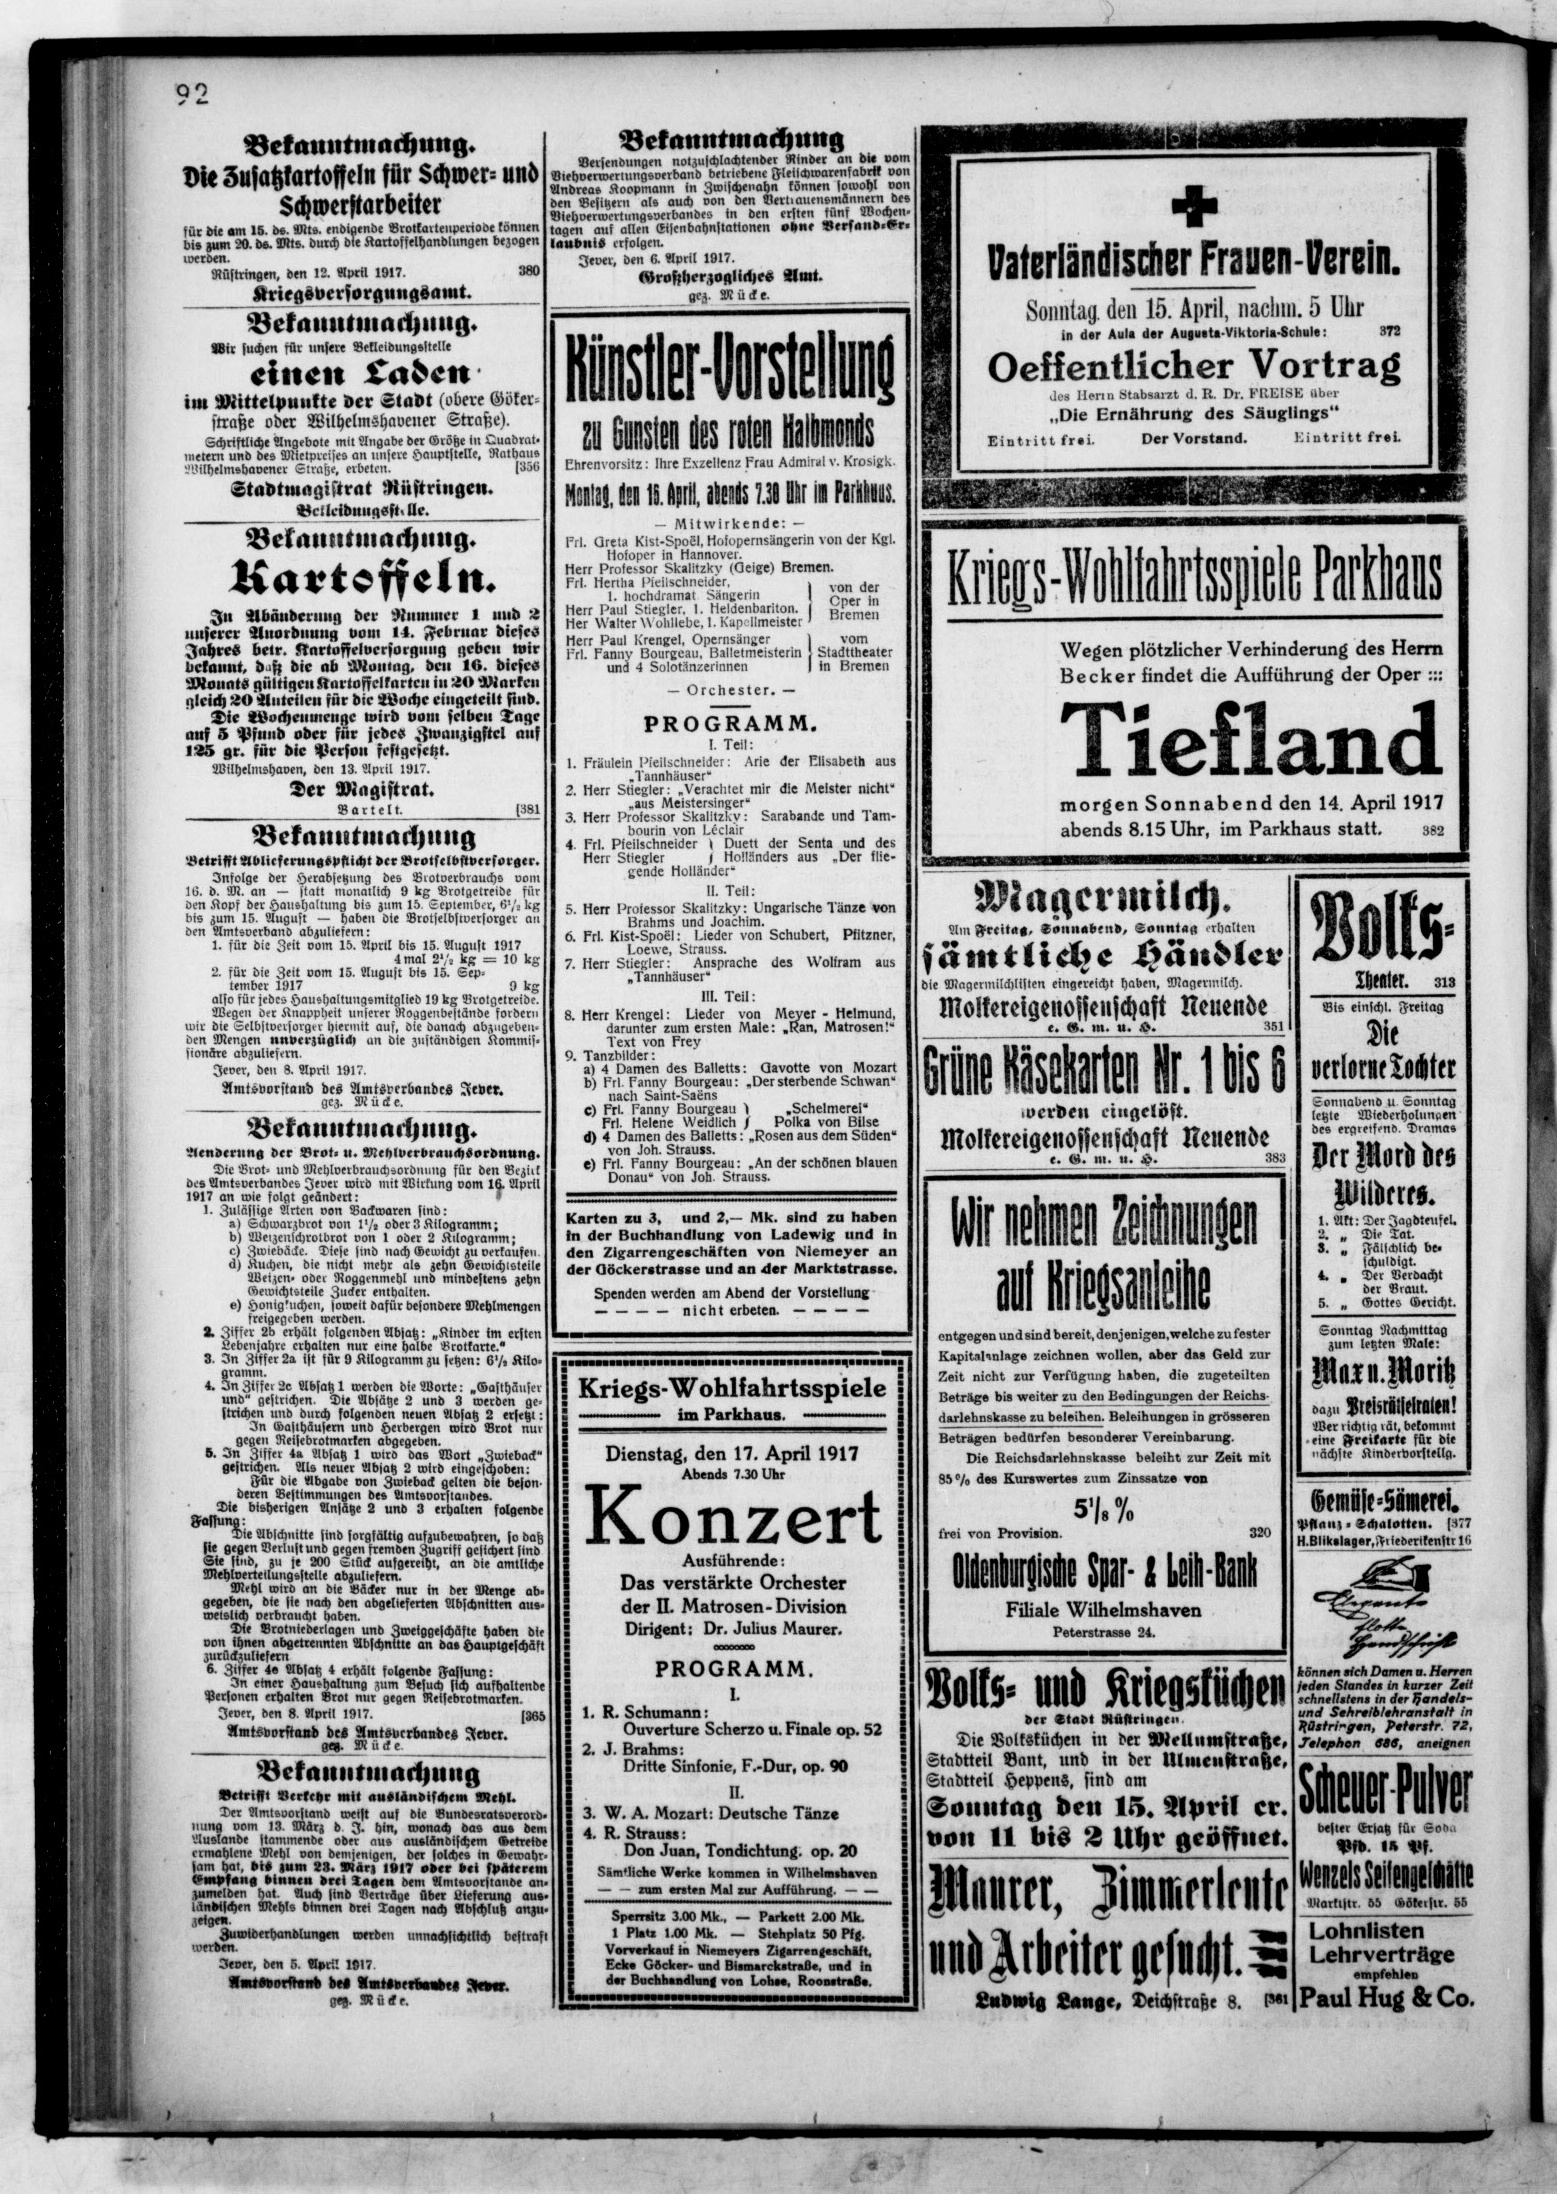 92
Bekanntmachung.
Die Zusatzkartoffeln für Schwer- und
Schwerstarbeiter
für die am 15. ds. Mts. endigende Brotkartenperiode können
bis zum 20. ds. Mts. durch die Kartoffelhandlungen bezogen
werden.
Rüstringen, den 12. April 1917. 380
Kriegsversorgungsamt.
Bekanntmachung.
Wir suchen für unsere Bekleidungsstelle
einen Laden
im Mittelpunkte der Stadt (obere Göker-
straße oder Wilhelmshavener Straße).
Schriftliche Angebote mit Angabe der Größe in Quadrat-
metern und des Mietpreises an unsere Hauptstelle, Rathaus
Wilhelmshavener Straße, erbeten. [356
Stadtmagistrat Rüstringen.
Bekleidungsstelle.
Bekanntmachung.
Kartoffeln.
In Abänderung der Nummer 1 und 2
unserer Anordnung vom 14. Februar dieses
Jahres betr. Kartoffelversorgung geben wir
bekannt, daß die ab Montag, den 16. dieses
Monats gültigen Kartoffelkarten in 20 Marken
gleich 20 Anteilen für die Woche eingeteilt sind.
Die Wochenmenge wird vom selben Tage
auf 5 Pfund oder für jedes Zwanzigstel auf
125 gr. für die Person festgesetzt.
Wilhelmshaven, den 13. April 1917.
Der Magistrat.
Bartelt. [381
Bekanntmachung
Betrifft Ablieferungspflicht der Brotselbstversorger.
Infolge der Herabsetzung des Brotverbrauchs vom
16. d. M. an — statt monatlich 9 kg Brotgetreide für
den Kopf der Haushaltung bis zum 15. September, 6½ kg
bis zum 15. August — haben die Brotselbstversorger an
den Amtsverband abzuliefern:
1. für die Zeit vom 15. April bis 15. August 1917
4 mal 2½ kg = 10 kg
2. für die Zeit vom 15. August bis 15. Sep-
tember 1917 9 kg
also für jedes Haushaltungsmitglied 19 kg Brotgetreide.
Wegen der Knappheit unserer Roggenbestände fordern
wir die Selbstversorger hiermit auf, die danach abzugeben-
den Mengen unverzüglich an die zuständigen Kommis-
sionäre abzuliefern.
Jever, den 8. April 1917.
Amtsvorstand des Amtsverbandes Jever.
gez. Mücke.
Bekanntmachung.
Aenderung der Brot- u. Mehlverbrauchsordnung.
Die Brot- und Mehlverbrauchsordnung für den Bezirk
des Amtsverbandes Jever wird mit Wirkung vom 16. April
1917 an wie folgt geändert:
1. Zulässige Arten von Backwaren sind:
a) Schwarzbrot von 1½ oder 3 Kilogramm;
b) Weizenschrotbrot von 1 oder 2 Kilogramm;
c) Zwiebäcke. Diese sind nach Gewicht zu verkaufen.
d) Kuchen, die nicht mehr als zehn Gewichtsteile
Weizen- oder Roggenmehl und mindestens zehn
Gewichtsteile Zucker enthalten.
e) Honigkuchen, soweit dafür besondere Mehlmengen
freigegeben werden.
2. Ziffer 2b erhält folgenden Absatz: „Kinder im ersten
Lebenjahre erhalten nur eine halbe Brotkarte.“
3. In Ziffer 2a ist für 9 Kilogramm zu setzen: 6½ Kilo-
gramm.
4. In Ziffer 2c Absatz 1 werden die Worte: „Gasthäuser
und“ gestrichen. Die Absätze 2 und 3 werden ge-
strichen und durch folgenden neuen Absatz 2 ersetzt:
In Gasthäusern und Herbergen wird Brot nur
gegen Reisebrotmarken abgegeben.
5. In Ziffer 4a Absatz 1 wird das Wort „Zwieback“
gestrichen. Als neuer Absatz 2 wird eingeschoben:
Für die Abgabe von Zwieback gelten die beson-
deren Bestimmungen des Amtsvorstandes.
Die bisherigen Ansätze 2 und 3 erhalten folgende
Fassung:
Die Abschnitte sind sorgfältig aufzubewahren, so daß
sie gegen Verlust und gegen fremden Zugriff gesichert sind
Sie sind, zu je 200 Stück aufgereiht, an die amtliche
Mehlverteilungsstelle abzuliefern.
Mehl wird an die Bäcker nur in der Menge ab-
gegeben, die sie nach den abgelieferten Abschnitten aus-
weislich verbraucht haben.
Die Brotniederlagen und Zweiggeschäfte haben die
von ihnen abgetrennten Abschnitte an das Hauptgeschäft
zurückzuliefern
6. Ziffer 4e Absatz 4 erhält folgende Fassung:
In einer Haushaltung zum Besuch sich aufhaltende
Personen erhalten Brot nur gegen Reisebrotmarken.
Jever, den 8. April 1917. [365
Amtsvorstand des Amtsverbandes Jever.
gez. Mücke.
Bekanntmachung
Betrifft Verkehr mit ausländischem Mehl.
Der Amtsvorstand weist auf die Bundesratsverord-
nung vom 13. März d. J. hin, wonach das aus dem
Auslande stammende oder aus ausländischem Getreide
ermahlene Mehl von demjenigen, der solches in Gewahr-
sam hat, bis zum 23. März 1917 oder bei späterem
Empfang binnen drei Tagen dem Amtsvorstande an-
zumelden hat. Auch sind Verträge über Lieferung aus-
ländischen Mehls binnen drei Tagen nach Abschluß anzu-
zeigen.
Zuwiderhandlungen werden unnachsichtlich bestraft
werden.
Jever, den 5. April 1917.
Amtsvorstand des Amtsverbandes Jever.
gez. Mücke.
Bekanntmachung
Versendungen notzuschlachtender Rinder an die vom
Viehverwertungsverband betriebene Fleischwarenfabrik von
Andreas Koopmann in Zwischenahn können sowohl von
den Besitzern als auch von den Vertrauensmännern des
Viehverwertungsverbandes in den ersten fünf Wochen-
tagen auf allen Eisenbahnstationen ohne Versand-Er-
laubnis erfolgen.
Jever, den 6. April 1917.
Großherzogliches Amt.
gez. Mücke.
Künstler-Vorstellung
zu Gunsten des roten Halbmonds
Ehrenvorsitz: Ihre Exzellenz Frau Admiral v. Krosigk.
Montag, den 16. April, abends 7.30 Uhr im Parkhaus.
— Mitwirkende: —
Frl. Greta Kist-Spoël, Hofopernsängerin von der Kgl.
Hofoper in Hannover.
Herr Professor Skalitzky (Geige) Bremen.
Frl. Hertha Pfeilschneider,
1. hochdramat Sängerin
Herr Paul Stiegler, 1. Heldenbariton.
Her Walter Wohllebe, 1. Kapellmeister
von der
Oper in
Bremen
Herr Paul Krengel, Opernsänger
Frl. Fanny Bourgeau, Balletmeisterin
und 4 Solotänzerinnen
vom
Stadttheater
in Bremen
— Orchester. —
PROGRAMM.
I. Teil:
1. Fräulein Pfeilschneider: Arie der Elisabeth aus
„Tannhäuser“
2. Herr Stiegler: „Verachtet mir die Meister nicht“
„aus Meistersinger“
3. Herr Professor Skalitzky: Sarabande und Tam-
bourin von Léclair
4. Frl. Pfeilschneider } Duett der Senta und des
Herr Stiegler } Holländers aus „Der flie-
gende Holländer“
II. Teil:
5. Herr Professor Skalitzky: Ungarische Tänze von
Brahms und Joachim.
6. Frl. Kist-Spoël: Lieder von Schubert, Pfitzner,
Loewe, Strauss.
7. Herr Stiegler: Ansprache des Wolfram aus
„Tannhäuser“
III. Teil:
8. Herr Krengel: Lieder von Meyer - Helmund,
darunter zum ersten Male: „Ran, Matrosen!“
Text von Frey
9. Tanzbilder:
a) 4 Damen des Balletts: Gavotte von Mozart
b) Frl. Fanny Bourgeau: „Der sterbende Schwan“
nach Saint-Saëns
c) Frl. Fanny Bourgeau } „Schelmerei“
Frl. Helene Weidlich } Polka von Bilse
d) 4 Damen des Balletts: „Rosen aus dem Süden“
von Joh. Strauss.
e) Frl. Fanny Bourgeau: „An der schönen blauen
Donau“ von Joh. Strauss.
Karten zu 3, und 2,— Mk. sind zu haben
in der Buchhandlung von Ladewig und in
den Zigarrengeschäften von Niemeyer an
der Göckerstrasse und an der Marktstrasse.
Spenden werden am Abend der Vorstellung
— — — — nicht erbeten. — — — —
Kriegs-Wohlfahrtsspiele
im Parkhaus.
Dienstag, den 17. April 1917
Abends 7.30 Uhr
Konzert
Ausführende:
Das verstärkte Orchester
der II. Matrosen-Division
Dirigent: Dr. Julius Maurer.
PROGRAMM.
I.
1. R. Schumann:
Ouverture Scherzo u. Finale op. 52
2. J. Brahms:
Dritte Sinfonie, F.-Dur, op. 90
II.
3. W. A. Mozart: Deutsche Tänze
4. R. Strauss:
Don Juan, Tondichtung. op. 20
Sämtliche Werke kommen in Wilhelmshaven
— — zum ersten Mal zur Aufführung. — —
Sperrsitz 3.00 Mk., — Parkett 2.00 Mk.
1 Platz 1.00 Mk. — Stehplatz 50 Pfg.
Vorverkauf in Niemeyers Zigarrengeschäft,
Ecke Göcker- und Bismarckstraße, und in
der Buchhandlung von Lohse, Roonstraße.
Vaterländischer Frauen-Verein.
Sonntag. den 15. April, nachm. 5 Uhr
in der Aula der Augusta-Viktoria-Schule: 372
Oeffentlicher Vortrag
des Herrn Stabsarzt d. R. Dr. FREISE über
„Die Ernährung des Säuglings“
Eintritt frei. Der Vorstand. Eintritt frei.
Kriegs-Wohlfahrtsspiele Parkhaus
Wegen plötzlicher Verhinderung des Herrn
Becker findet die Aufführung der Oper :::
Tiefland
morgen Sonnabend den 14. April 1917
abends 8.15 Uhr, im Parkhaus statt. 382
Magermilch.
Am Freitag, Sonnabend, Sonntag erhalten
sämtliche Händler
die Magermilchlisten eingereicht haben, Magermilch.
Molkereigenossenschaft Neuende
e. G. m. u. H. 351
Grüne Käsekarten Nr. 1 bis 6
werden eingelöst.
Molkereigenossenschaft Neuende
e. G. m. u. H. 383
Wir nehmen Zeichnungen
auf Kriegsanleihe
entgegen und sind bereit, denjenigen, welche zu fester
Kapitalanlage zeichnen wollen, aber das Geld zur
Zeit nicht zur Verfügung haben, die zugeteilten
Beträge bis weiter zu den Bedingungen der Reichs-
darlehnskasse zu beleihen. Beleihungen in grösseren
Beträgen bedürfen besonderer Vereinbarung.
Die Reichsdarlehnskasse beleiht zur Zeit mit
85% des Kurswertes zum Zinssatze von
5⅛ %
frei von Provision. 320
Oldenburgische Spar- & Leih-Bank
Filiale Wilhelmshaven
Peterstrasse 24.
Volks- und Kriegsküchen
der Stadt Rüstringen.
Die Volksküchen in der Mellumstraße,
Stadtteil Bant, und in der Ulmenstraße,
Stadtteil Heppens, sind am
Sonntag den 15. April cr.
von 11 bis 2 Uhr geöffnet.
Maurer, Zimmerleute
und Arbeiter gesucht.
Ludwig Lange, Deichstraße 8. [361
Volks-
Theater. 313
Bis einschl. Freitag
Die
verlorne Tochter
Sonnabend u. Sonntag
letzte Wiederholungen
des ergreifend. Dramas
Der Mord des
Wilderes.
1. Akt: Der Jagdteufel.
2. „ Die Tat.
3. „ Fälschlich be-
schuldigt.
4. „ Der Verdacht
der Braut.
5. „ Gottes Gericht.
Sonntag Nachmittag
zum letzten Male:
Max u. Moritz
dazu Preisrätselraten!
Wer richtig rät, bekommt
eine Freikarte für die
nächste Kindervorstellg.
Gemüse-Sämerei.
Pflanz-Schalotten. [377
H. Blikslager, Friederikenstr 16
Elegante
flotte
Handschrift
können sich Damen u. Herren
jeden Standes in kurzer Zeit
schnellstens in der Handels-
und Schreiblehranstalt in
Rüstringen, Peterstr. 72,
Telephon 686, aneignen
Scheuer-Pulver
bester Ersatz für Soda
Pfd. 15 Pf.
Wenzels Seifengeschäfte
Marktstr. 55 Gökerstr. 55
Lohnlisten
Lehrverträge
empfehlen
Paul Hug & Co.